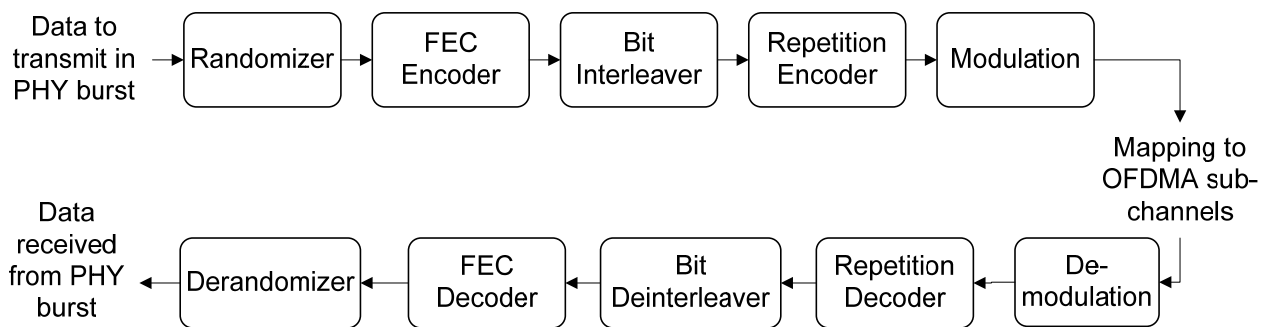 Data to
transmit in
PHY burst
Randomizer
FEC
Encoder
Bit
Interleaver
Repetition
Encoder
Modulation
Mapping to
OFDMA sub-
channels
De-
modulation
Repetition
Decoder
Bit
Deinterleaver
FEC
Decoder
Derandomizer
Data
received
from PHY
burst